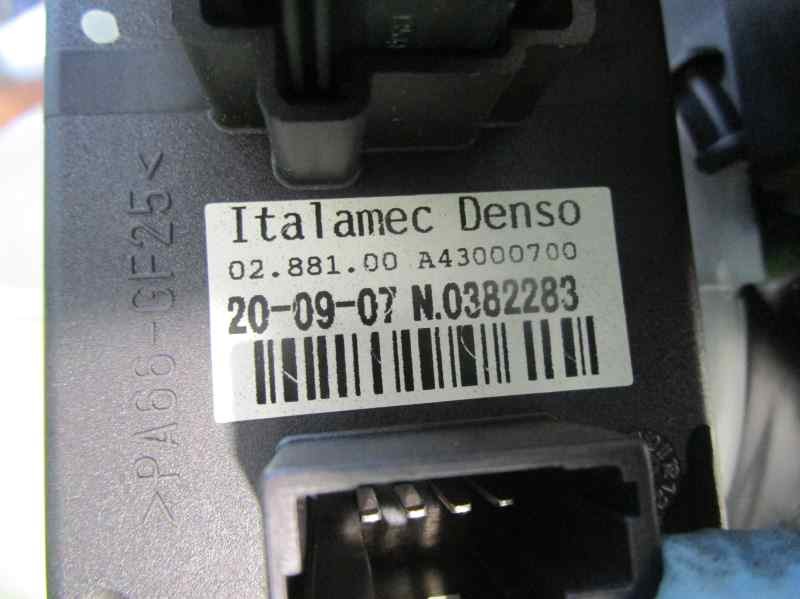 Italamec Denso
02.881.00 A43000700
20-09-07 N.0382283
>PA66-GF25<